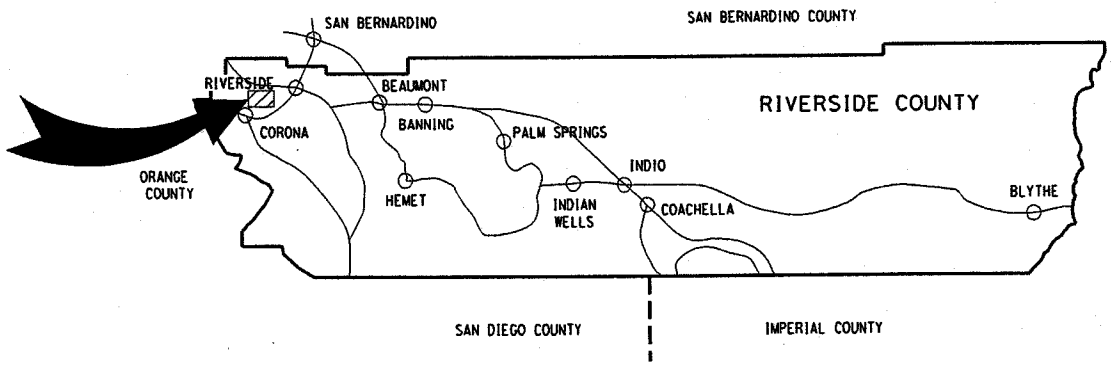 SAN BERNARDINO
SAN BERNARDINO COUNTY
RIVERSIDE
BEAUMONT
RIVERSIDE COUNTY
CORONA
BANNING
PALM SPRINGS
ORANGE
COUNTY
INDIO
HEMET
INDIAN
WELLS
COACHELLA
BLYTHE
SAN DIEGO COUNTY
IMPERIAL COUNTY